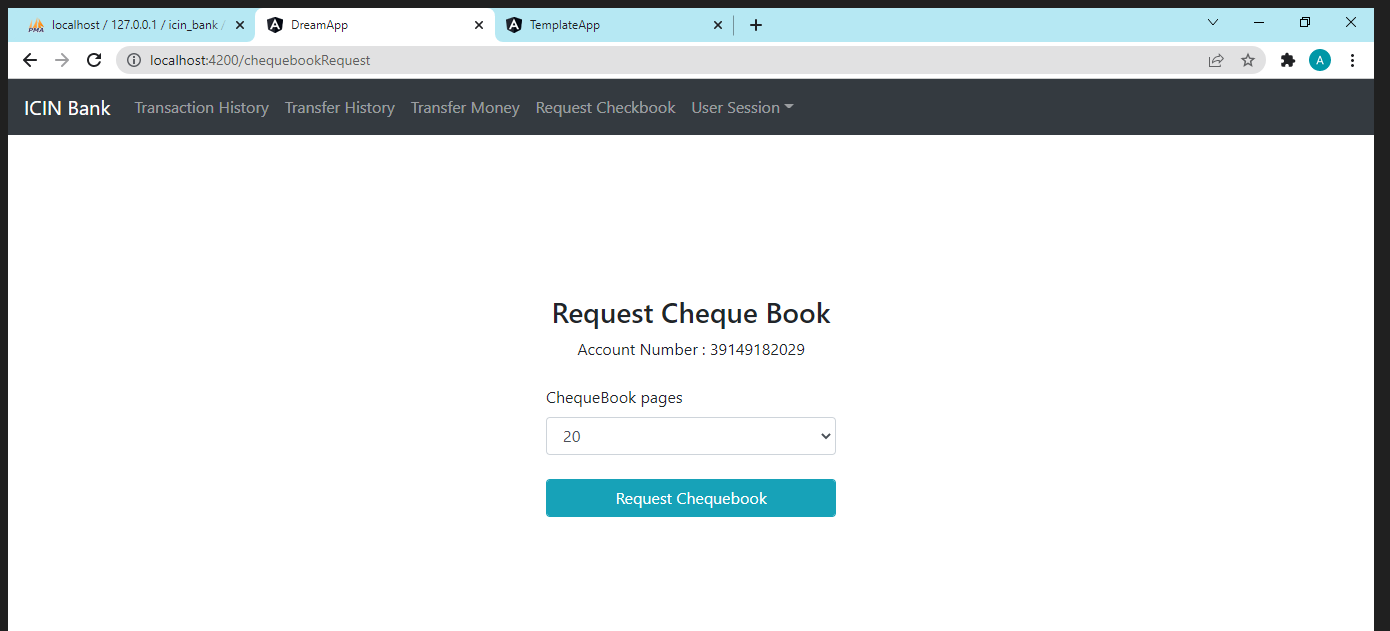 PMA localhost / 127.0.0.1 / icin_bank / DreamApp TemplateApp
localhost:4200/chequebookRequest A
ICIN Bank Transaction History Transfer History Transfer Money Request Checkbook User Session
Request Cheque Book
Account Number : 39149182029
ChequeBook pages
20
Request Chequebook